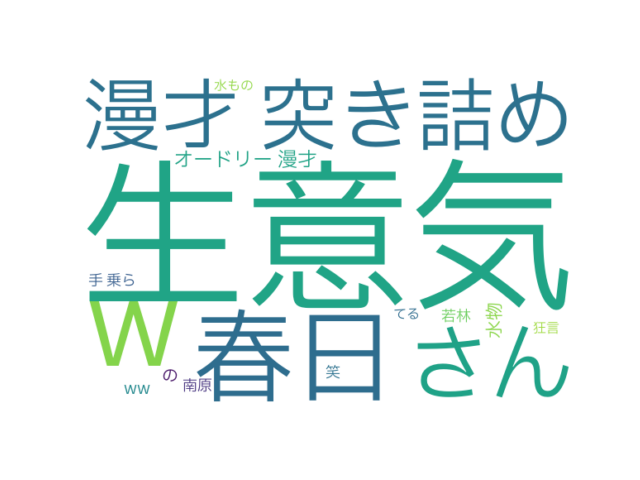 水もの
漫才 突き詰め
オードリー 漫才
生意気
手 乗ら
w
春日
さん
てる
若林
水物
狂言
笑
の
南原
ww